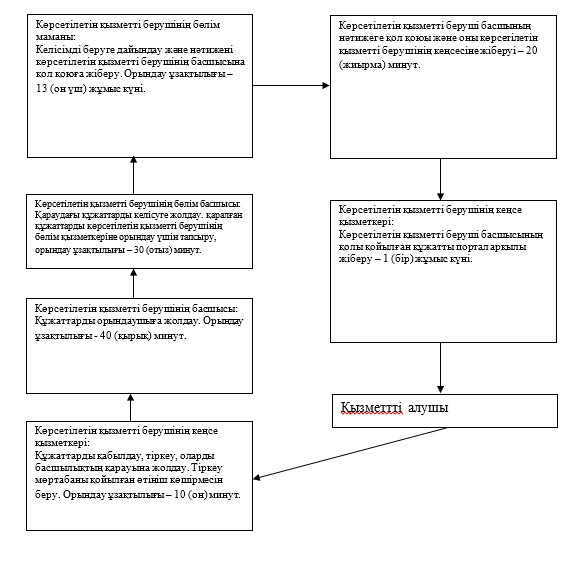 Көрсетілетін қызметті берушінің бөлім
маманы:
Келісімді беруге дайындау және нәтижені
көрсетілетін қызметті берушінің басшысына
қол қоюға жіберу. Орындау ұзақтылығы –
13 (он үш) жұмыс күні.
Көрсетілетін қызметті беруші басшының
нәтижеге қол қоюы және оны көрсетілетін
қызметті берушінің кеңсесіне жіберуі – 20
(жиырма) минут.
Көрсетілетін қызметті берушінің бөлім басшысы:
Қараудағы құжаттарды келісуге жолдау. қаралған
құжаттарды көрсетілетін қызметті берушінің
бөлім қызметкеріне орындау үшін тапсыру,
орындау ұзақтылығы – 30 (отыз) минут.
Көрсетілетін қызметті берушінің кеңсе
қызметкері:
Көрсетілетін қызметті беруші басшысының
қолы қойылған құжатты портал арқылы
жіберу – 1 (бір) жұмыс күні.
Көрсетілетін қызметті берушінің басшысы:
Құжаттарды орындаушыға жолдау. Орындау
ұзақтылығы - 40 (қырық) минут.
Қызметтті алушы
Көрсетілетін қызметті берушінің кеңсе
қызметкері:
Құжаттарды қабылдау, тіркеу, оларды
басшылықтың қарауына жолдау. Тіркеу
мөртабаны қойылған өтініш көшірмесін
беру. Орындау ұзақтылығы – 10 (он) минут.